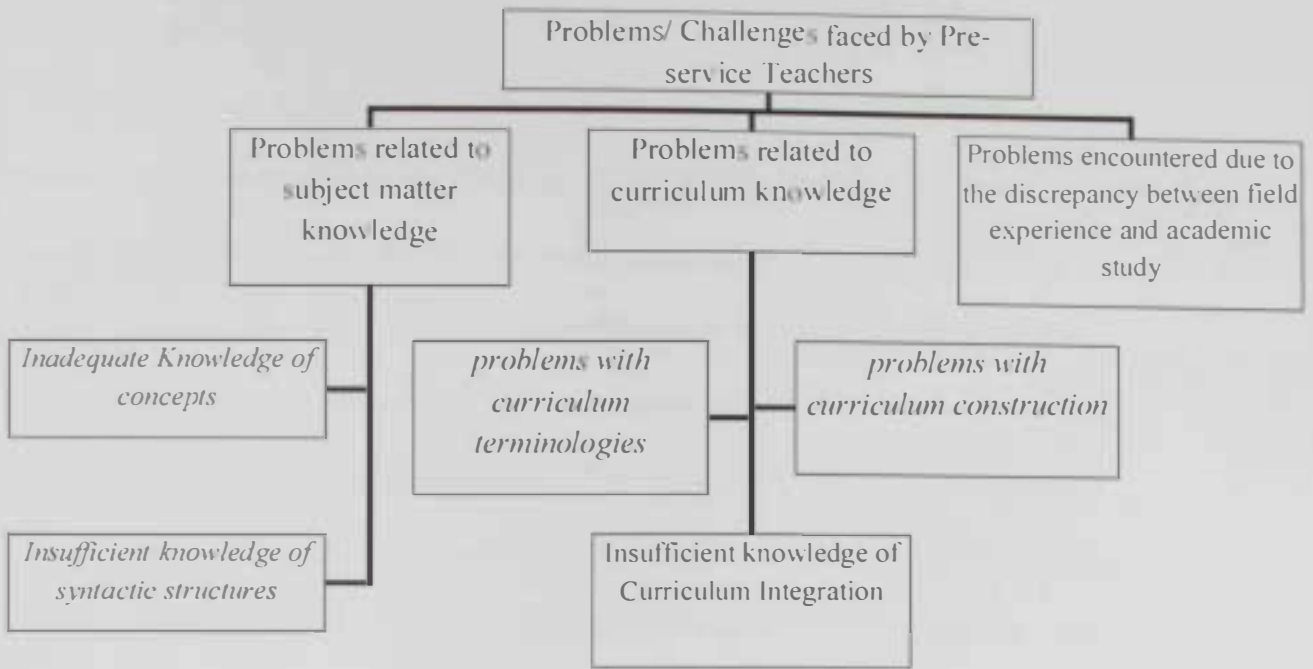 Problems/ Challenges faced by Pre-
service Teachers
Problems related to
subject matter
knowledge
Problems related to
curriculum knowledge
Problems encountered due to
the discrepancy between field
experience and academic
study
Inadequate Knowledge of
concepts
problems with
curriculum
terminologies
problems with
curriculum construction
Insufficient knowledge of
syntactic structures
Insufficient knowledge of
Curriculum Integration